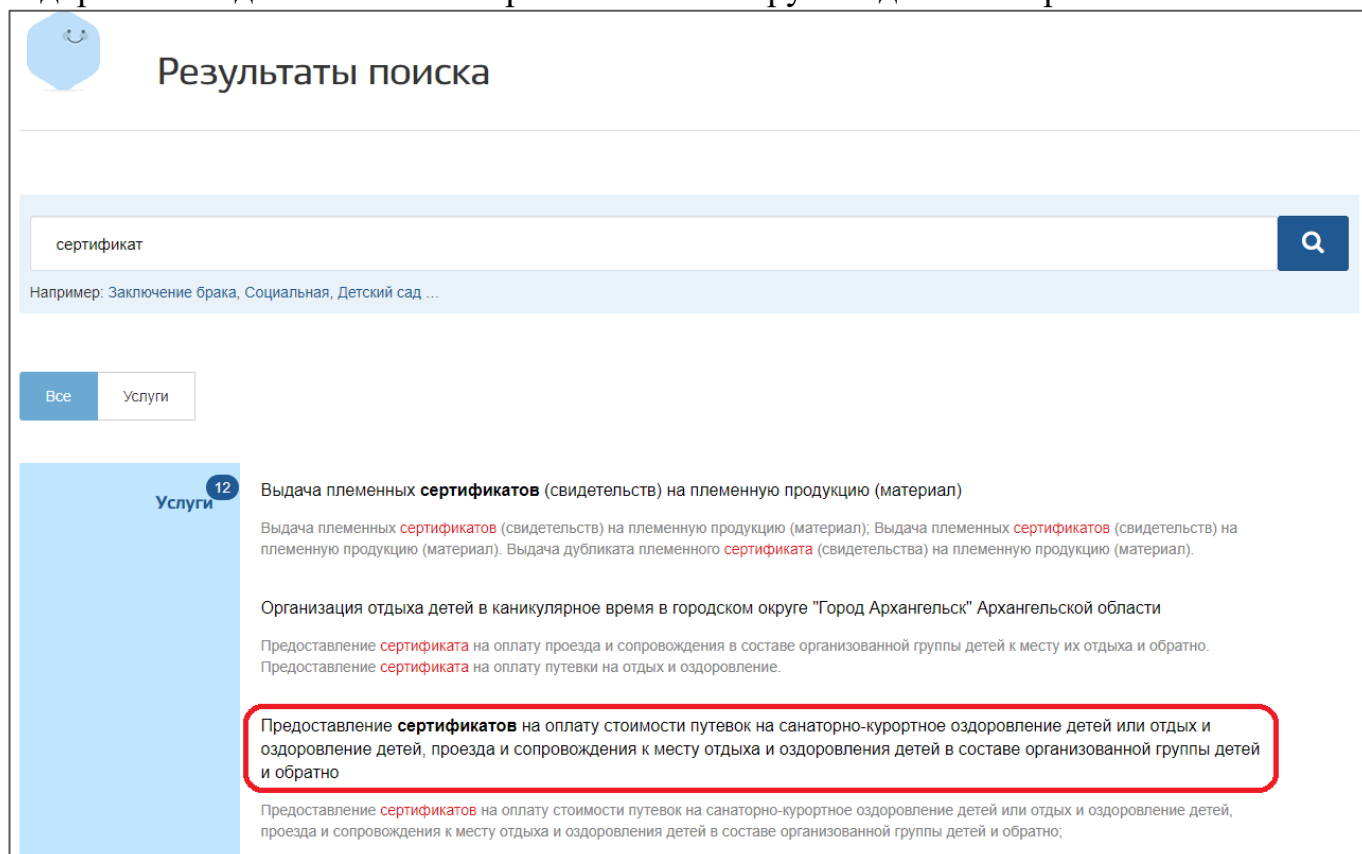 Результаты поиска
сертификат
Например: Заключение брака, Социальная, Детский сад ...
Все Услуги
Услуги 12
Выдача племенных сертификатов (свидетельств) на племенную продукцию (материал)
Выдача племенных сертификатов (свидетельств) на племенную продукцию (материал); Выдача племенных сертификатов (свидетельств) на
племенную продукцию (материал). Выдача дубликата племенного сертификата (свидетельства) на племенную продукцию (материал).
Организация отдыха детей в каникулярное время в городском округе "Город Архангельск" Архангельской области
Предоставление сертификата на оплату проезда и сопровождения в составе организованной группы детей к месту их отдыха и обратно.
Предоставление сертификата на оплату путевки на отдых и оздоровление.
Предоставление сертификатов на оплату стоимости путевок на санаторно-курортное оздоровление детей или отдых и
оздоровление детей, проезда и сопровождения к месту отдыха и оздоровления детей в составе организованной группы детей
и обратно
Предоставление сертификатов на оплату стоимости путевок на санаторно-курортное оздоровление детей или отдых и оздоровление детей,
проезда и сопровождения к месту отдыха и оздоровления детей в составе организованной группы детей и обратно;